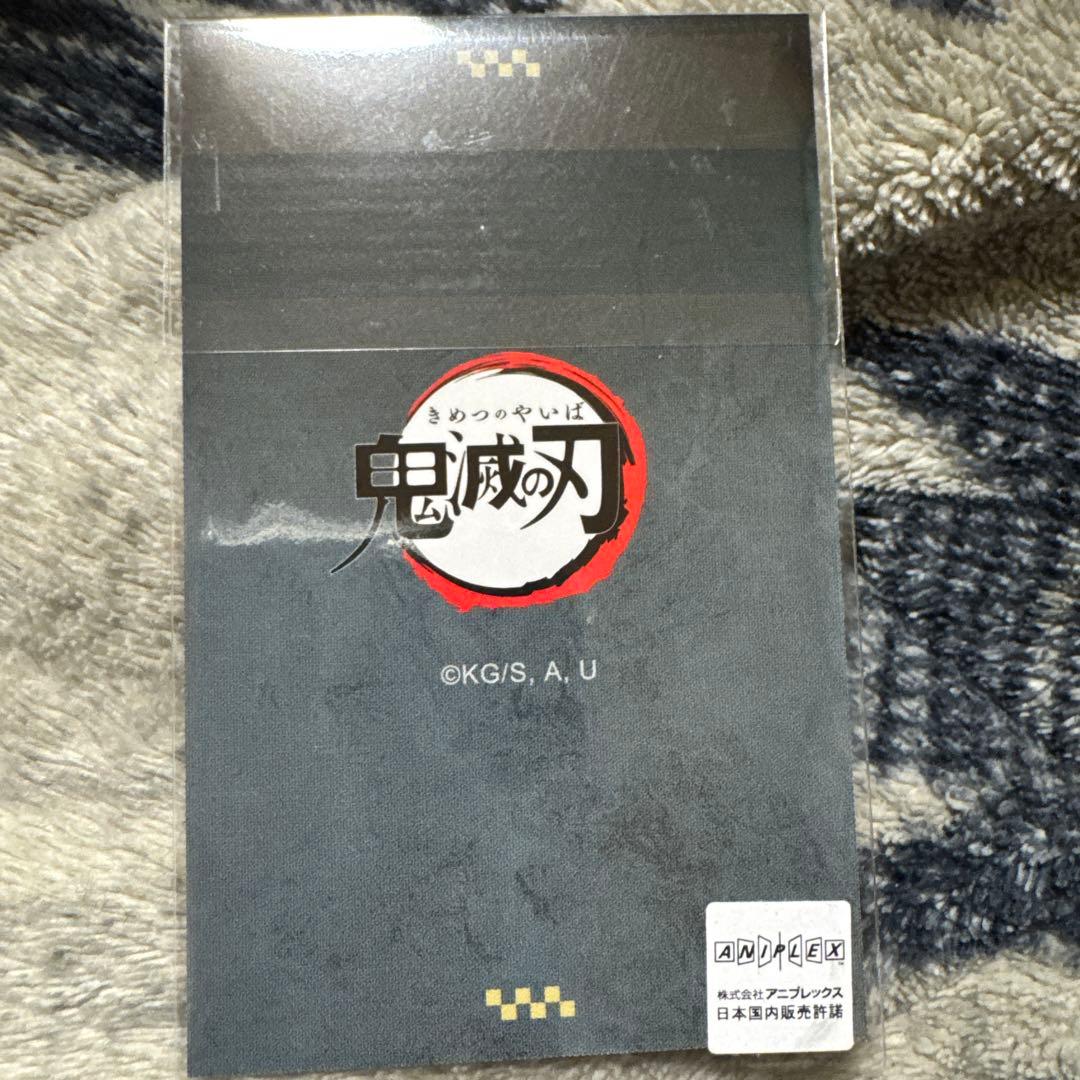 きめつのやいば
鬼滅の刃
©KG/S, A, U
ANIPLEX
株式会社アニプレックス
日本国内販売許諾